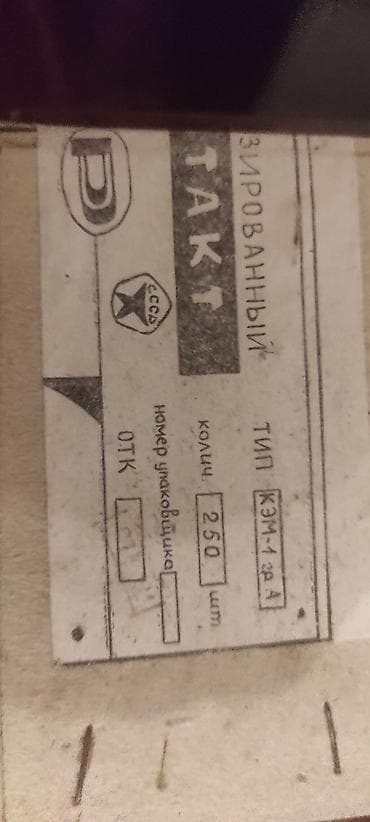 ЗИРОВАННЫЙ
ТАКТ
СССР
ТИП КЭМ-1 гр.А
колич. 250 шт.
номер упаковщика
ОТК